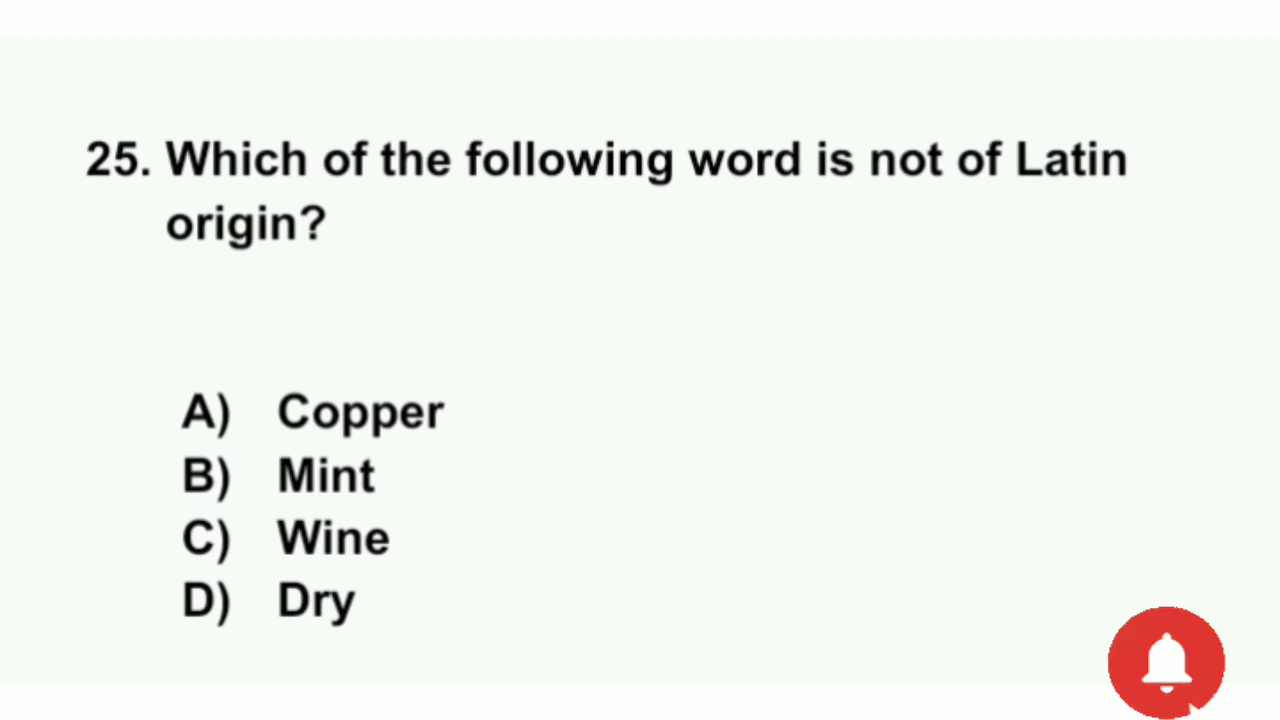 25. Which of the following word is not of Latin
origin?
A) Copper
B) Mint
C) Wine
D) Dry